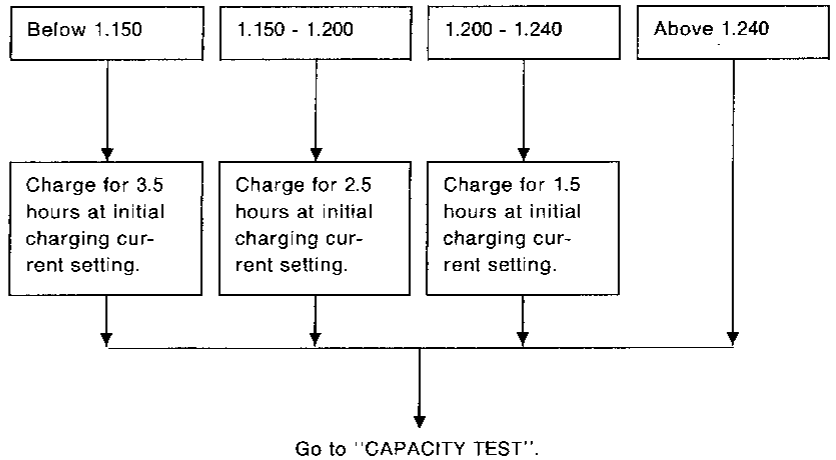 Below 1.150
1.150 - 1.200
1.200 - 1.240
Above 1.240
Charge for 3.5
hours at initial
charging cur-
rent setting.
Charge for 2.5
hours at initial
charging cur-
rent setting.
Charge for 1.5
hours at initial
charging cur-
rent setting.
Go to "CAPACITY TEST".